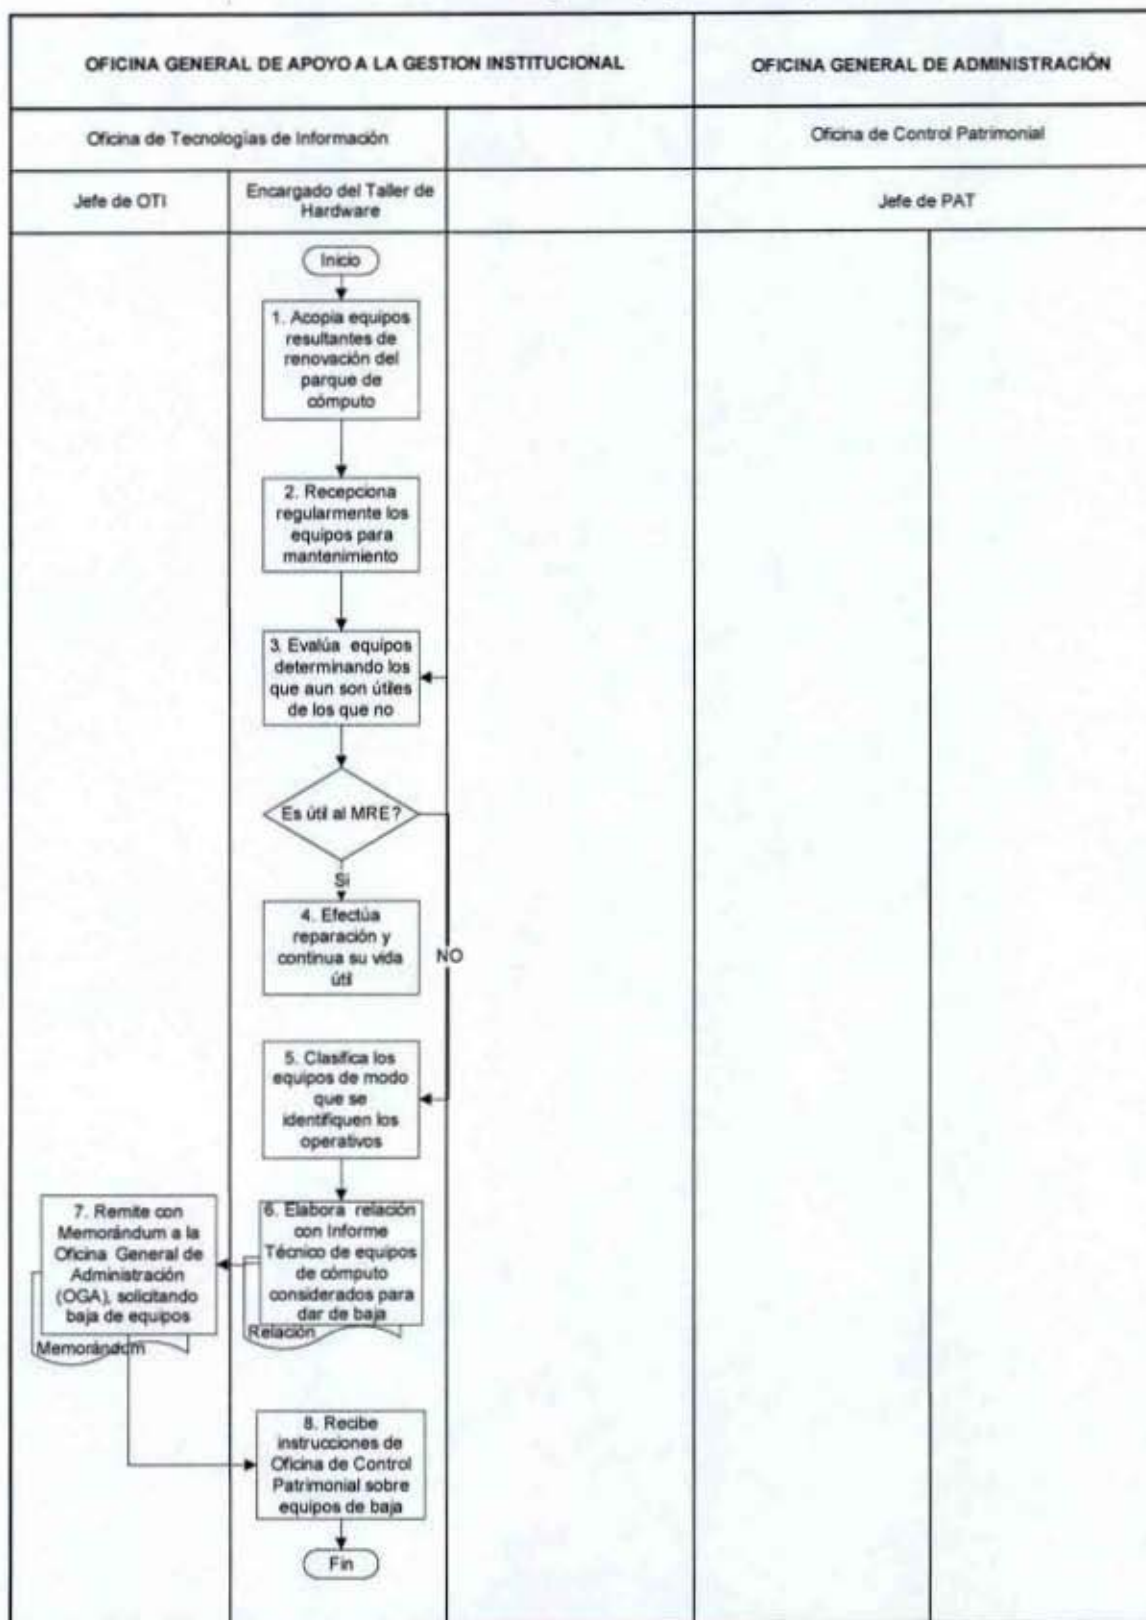 OFICINA GENERAL DE APOYO A LA GESTION INSTITUCIONAL
OFICINA GENERAL DE ADMINISTRACIÓN
Oficina de Tecnologías de Información
Oficina de Control Patrimonial
Jefe de OTI
Encargado del Taller de
Hardware
Jefe de PAT
Inicio
1. Acopia equipos
resultantes de
renovación del
parque de
cómputo
2. Recepciona
regularmente los
equipos para
mantenimiento
3. Evalúa equipos
determinando los
que aun son útiles
de los que no
Es útil al MRE?
SI
4. Efectúa
reparación y
continua su vida
útil
NO
5. Clasifica los
equipos de modo
que se
identifiquen los
operativos
6. Elabora relación
con Informe
Técnico de equipos
de cómputo
considerados para
dar de baja
Relación
7. Remite con
Memorándum a la
Oficina General de
Administración
(OGA), solicitando
baja de equipos
Memorándum
8. Recibe
instrucciones de
Oficina de Control
Patrimonial sobre
equipos de baja
Fin